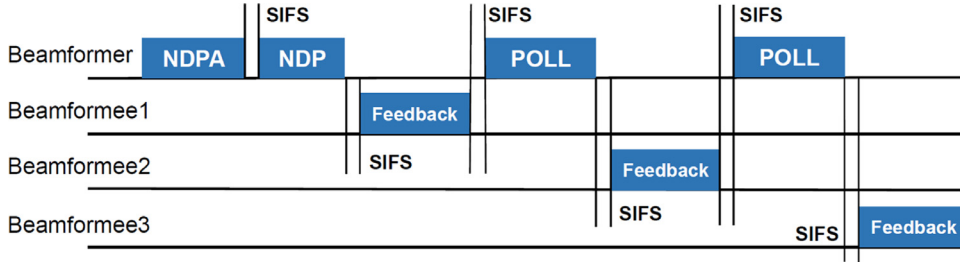 SIFS SIFS SIFS
Beamformer NDPA NDP POLL POLL
Beamformee1 Feedback
SIFS
Beamformee2 Feedback
SIFS
Beamformee3 SIFS Feedback